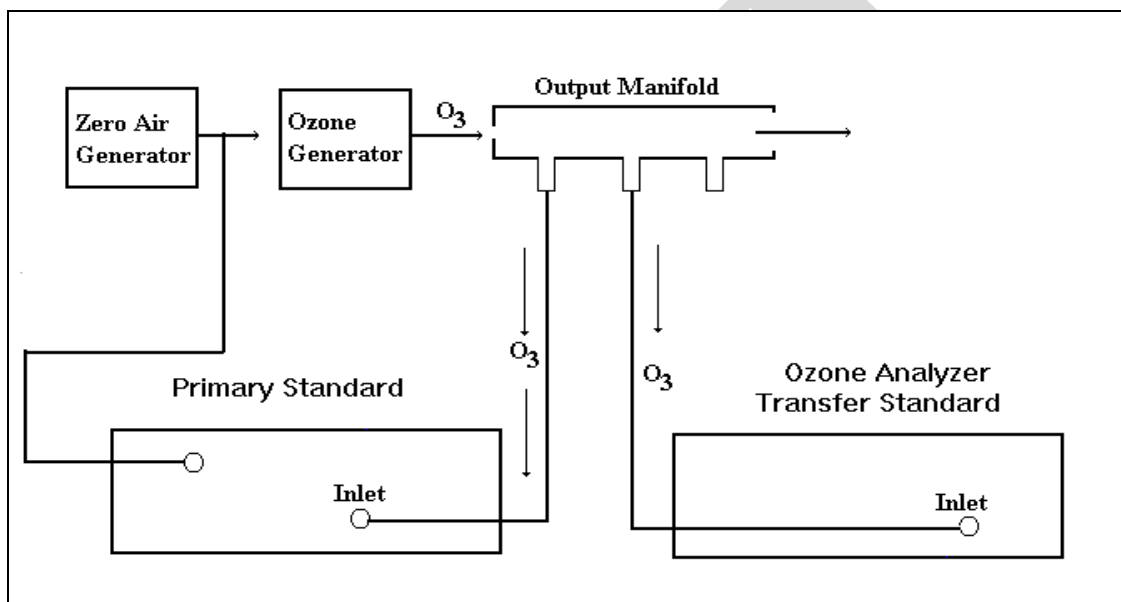 Output Manifold
Zero Air
Generator
Ozone
Generator
O3
O3
O3
Primary Standard
Ozone Analyzer
Transfer Standard
Inlet
Inlet